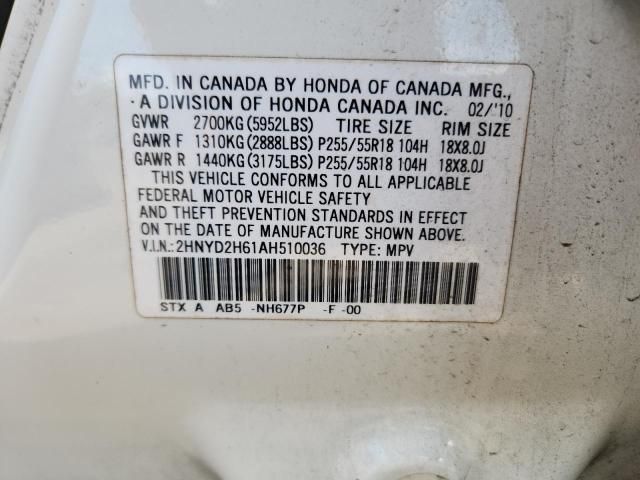 MFD. IN CANADA BY HONDA OF CANADA MFG.,
A DIVISION OF HONDA CANADA INC. 02/'10
GVWR 2700KG(5952LBS) TIRE SIZE RIM SIZE
GAWR F 1310KG(2888LBS) P255/55R18 104H 18X8.0J
GAWR R 1440KG(3175LBS) P255/55R18 104H 18X8.0J
THIS VEHICLE CONFORMS TO ALL APPLICABLE
FEDERAL MOTOR VEHICLE SAFETY
AND THEFT PREVENTION STANDARDS IN EFFECT
ON THE DATE OF MANUFACTURE SHOWN ABOVE.
V.I.N.:2HNYD2H61AH510036 TYPE: MPV
STX A AB5 -NH677P -F -00